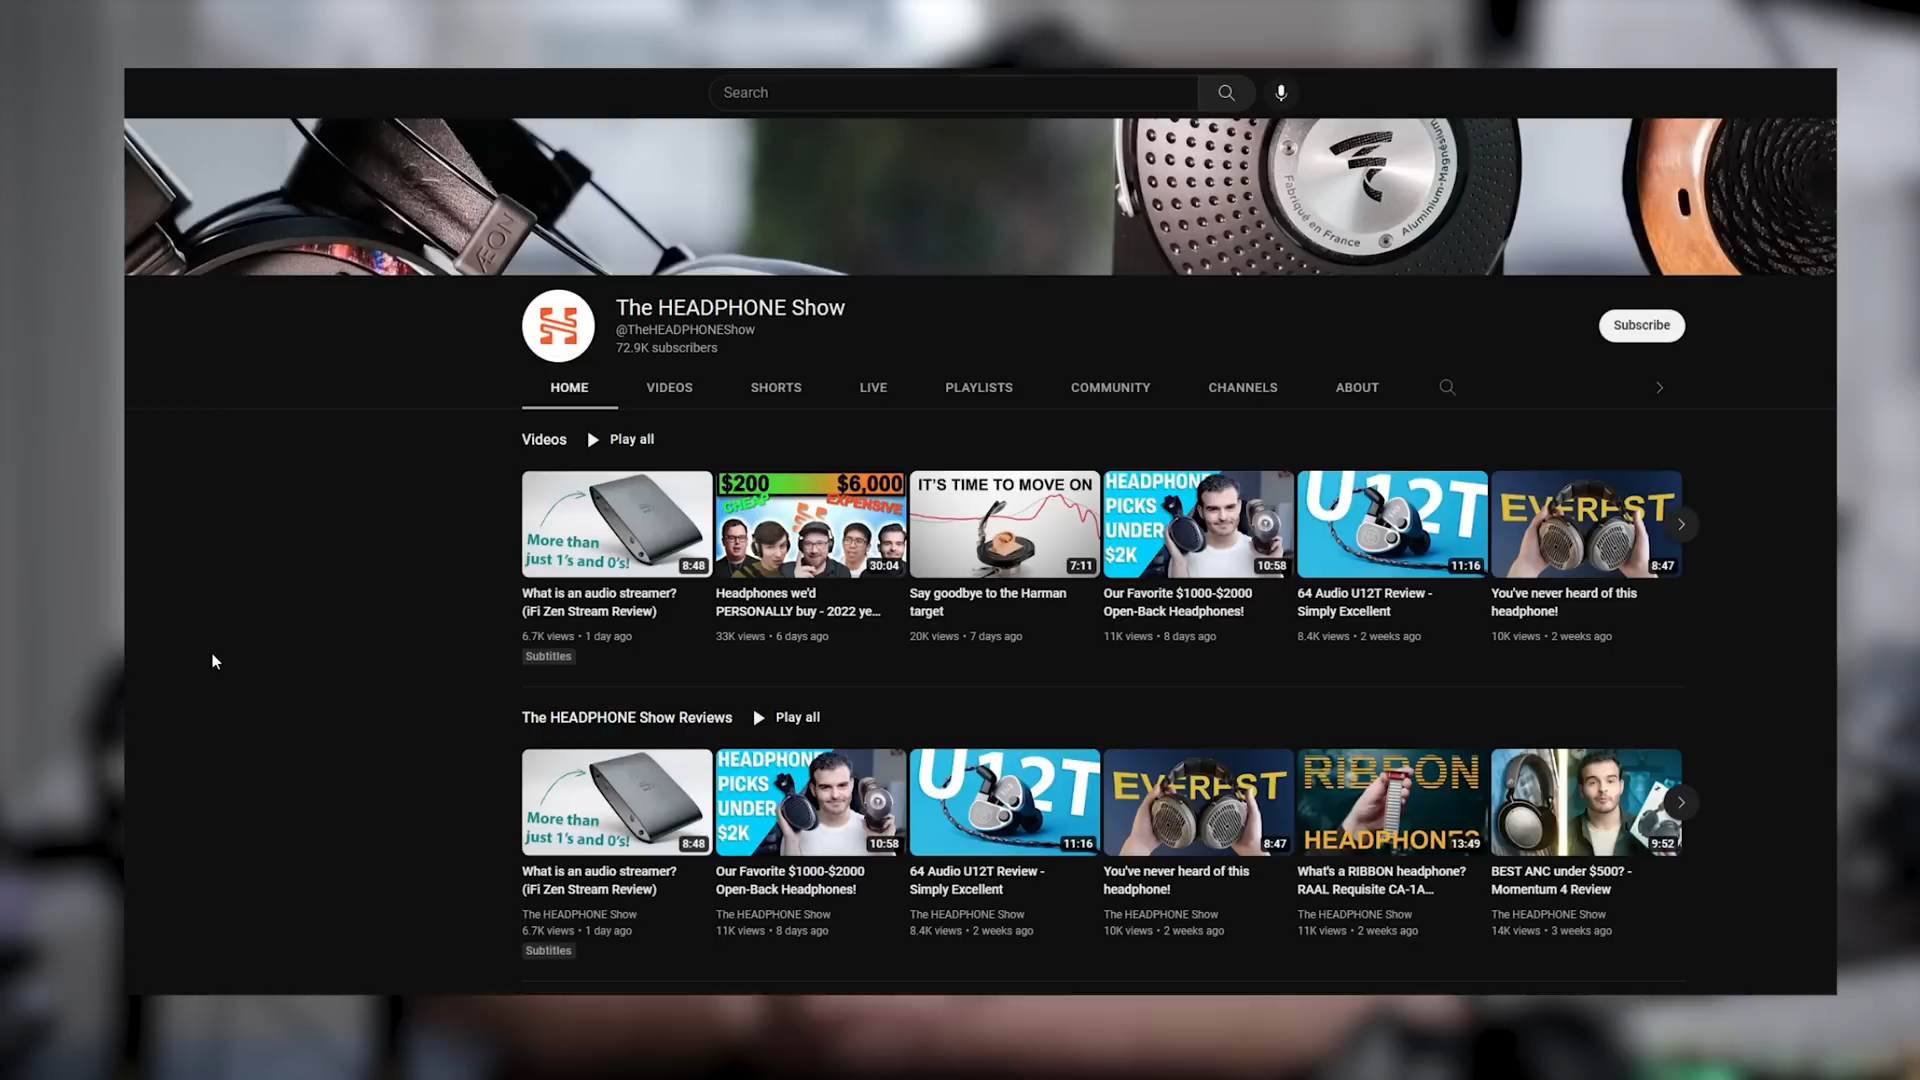 Search
ÆON
Fabriqué en France
Aluminium-Magnésium
The HEADPHONE Show
@TheHEADPHONEShow
72.9K subscribers
Subscribe
HOME
VIDEOS
SHORTS
LIVE
PLAYLISTS
COMMUNITY
CHANNELS
ABOUT
Videos
Play all
More than
just 1's and 0's!
8:48
$200
$6,000
CHEAP
EXPENSIVE
30:04
IT'S TIME TO MOVE ON
7:11
HEADPHONE
PICKS
UNDER
$2K
10:58
U12T
11:16
EVEREST
8:47
What is an audio streamer?
(iFi Zen Stream Review)
6.7K views • 1 day ago
Subtitles
Headphones we'd
PERSONALLY buy - 2022 ye...
33K views • 6 days ago
Say goodbye to the Harman
target
20K views • 7 days ago
Our Favorite $1000-$2000
Open-Back Headphones!
11K views • 8 days ago
64 Audio U12T Review -
Simply Excellent
8.4K views • 2 weeks ago
You've never heard of this
headphone!
10K views • 2 weeks ago
The HEADPHONE Show Reviews
Play all
More than
just 1's and 0's!
8:48
HEADPHONE
PICKS
UNDER
$2K
10:58
U12T
11:16
EVEREST
8:47
RIBBON
HEADPHONES
13:49
9:52
What is an audio streamer?
(iFi Zen Stream Review)
The HEADPHONE Show
6.7K views • 1 day ago
Subtitles
Our Favorite $1000-$2000
Open-Back Headphones!
The HEADPHONE Show
11K views • 8 days ago
64 Audio U12T Review -
Simply Excellent
The HEADPHONE Show
8.4K views • 2 weeks ago
You've never heard of this
headphone!
The HEADPHONE Show
10K views • 2 weeks ago
What's a RIBBON headphone?
RAAL Requisite CA-1A...
The HEADPHONE Show
11K views • 2 weeks ago
BEST ANC under $500? -
Momentum 4 Review
The HEADPHONE Show
14K views • 3 weeks ago